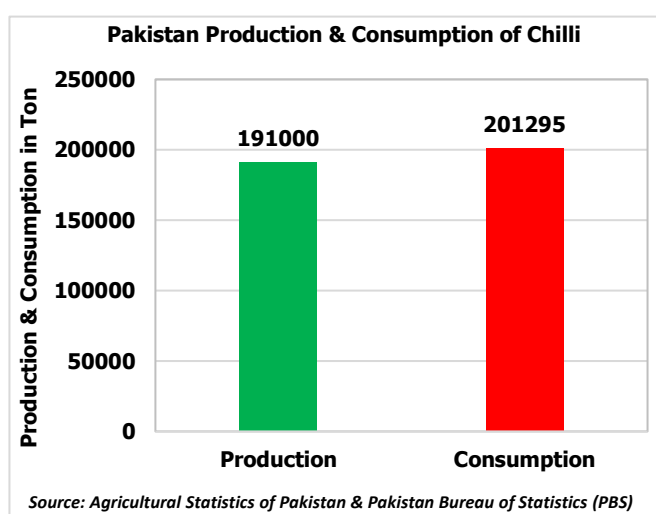 Pakistan Production & Consumption of Chilli
Production & Consumption in Ton
250000
200000
150000
100000
50000
0
191000
201295
Production
Consumption
Source: Agricultural Statistics of Pakistan & Pakistan Bureau of Statistics (PBS)